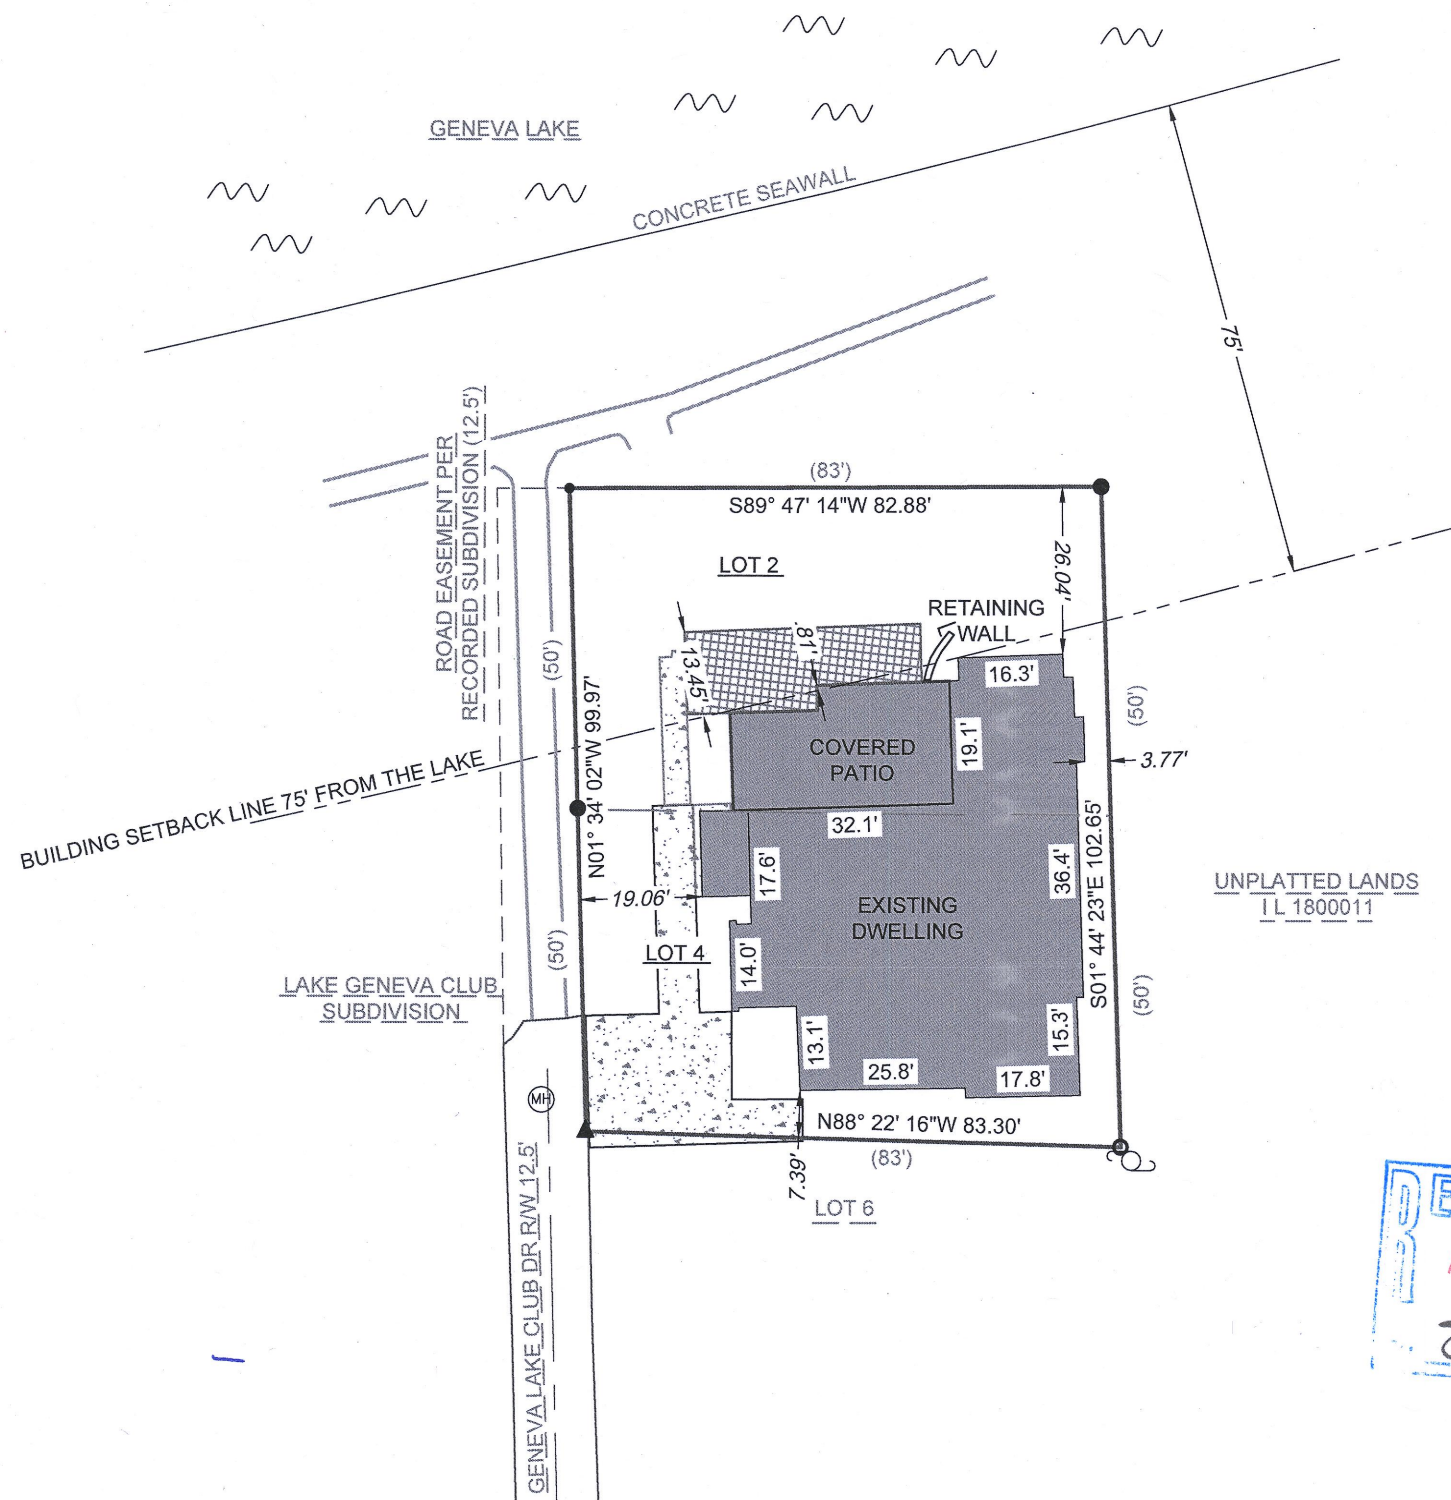 GENEVA LAKE
CONCRETE SEAWALL
75'
ROAD EASEMENT PER
RECORDED SUBDIVISION (12.5')
(83')
S89° 47' 14"W 82.88'
LOT 2
26.04'
RETAINING
WALL
.81'
13.45'
16.3'
(50')
(50')
N01° 34' 02"W 99.97'
COVERED
PATIO
19.1'
3.77'
BUILDING SETBACK LINE 75' FROM THE LAKE
32.1'
17.6'
36.4'
S01° 44' 23"E 102.65'
UNPLATTED LANDS
I L 1800011
19.06'
EXISTING
DWELLING
(50')
LOT 4
14.0'
(50')
LAKE GENEVA CLUB
SUBDIVISION
13.1'
15.3'
25.8'
17.8'
MH
N88° 22' 16"W 83.30'
(83')
7.39'
LOT 6
GENEVA LAKE CLUB DR R/W 12.5'